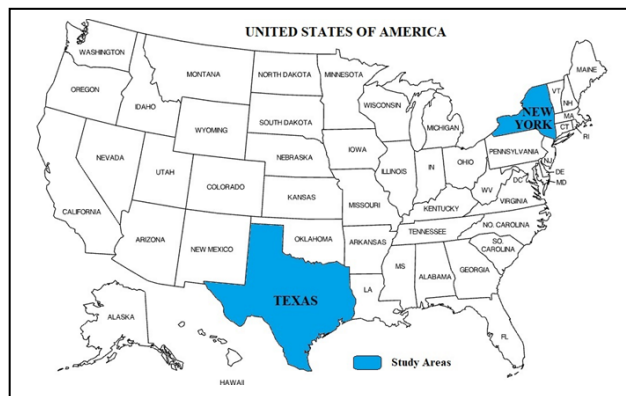 UNITED STATES OF AMERICA
WASHINGTON
MONTANA
NORTH DAKOTA
MINNESOTA
MAINE
OREGON
IDAHO
WYOMING
SOUTH DAKOTA
WISCONSIN
MICHIGAN
VT
NH
NEW
YORK
MA
CT
RI
NEVADA
UTAH
COLORADO
NEBRASKA
IOWA
ILLINOIS
IN
OHIO
PENNSYLVANIA
NJ
DE
MD
DC
WV
VIRGINIA
CALIFORNIA
KANSAS
MISSOURI
KENTUCKY
NO. CAROLINA
TENNESSEE
SO.
CAROLINA
ARIZONA
NEW MEXICO
OKLAHOMA
ARKANSAS
MS
ALABAMA
GEORGIA
TEXAS
LA
FL
ALASKA
HAWAII
Study Areas